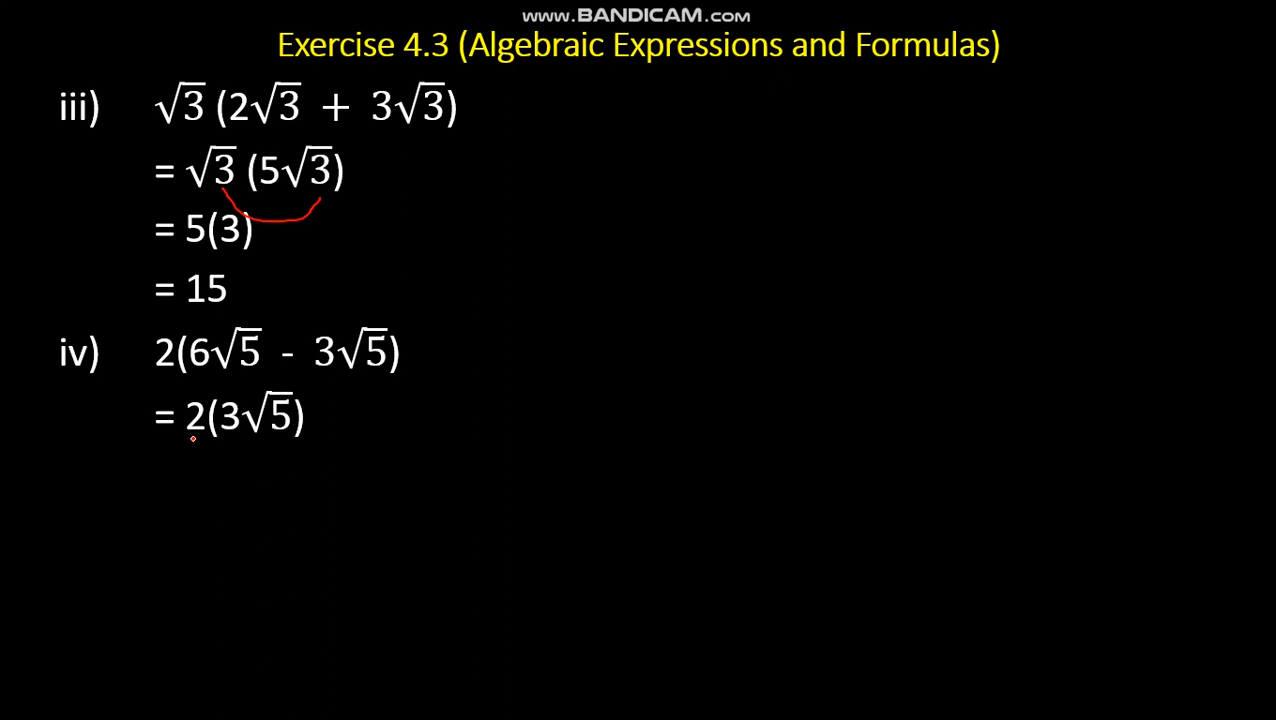 www.BANDICAM.com
Exercise 4.3 (Algebraic Expressions and Formulas)
iii) √3 (2√3 + 3√3)
= √3 (5√3)
= 5(3)
= 15
iv) 2(6√5 - 3√5)
= 2(3√5)